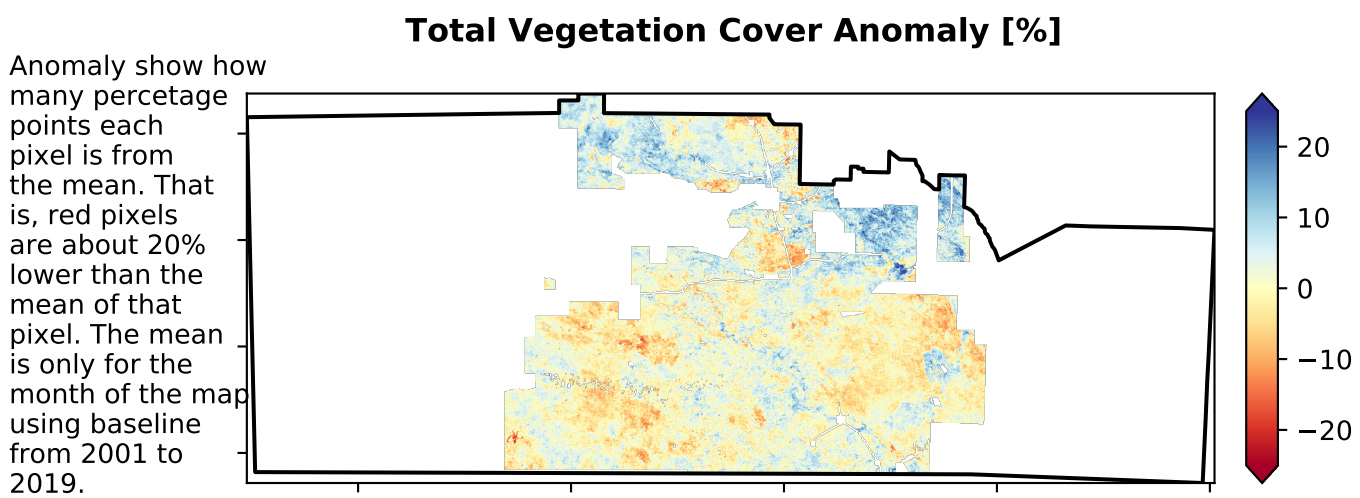 Total Vegetation Cover Anomaly [%]
Anomaly show how
many percetage
points each
pixel is from
the mean. That
is, red pixels
are about 20%
lower than the
mean of that
pixel. The mean
is only for the
month of the map
using baseline
from 2001 to
2019.
20
10
0
−10
−20